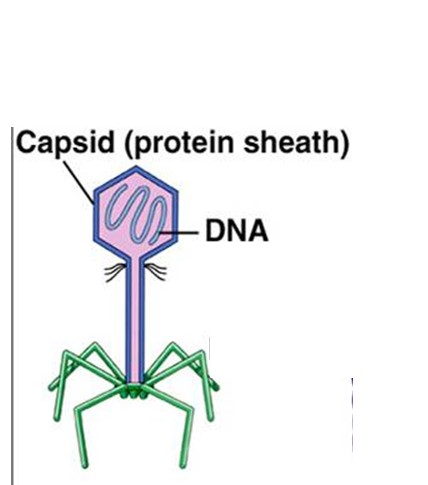 Capsid (protein sheath)
DNA